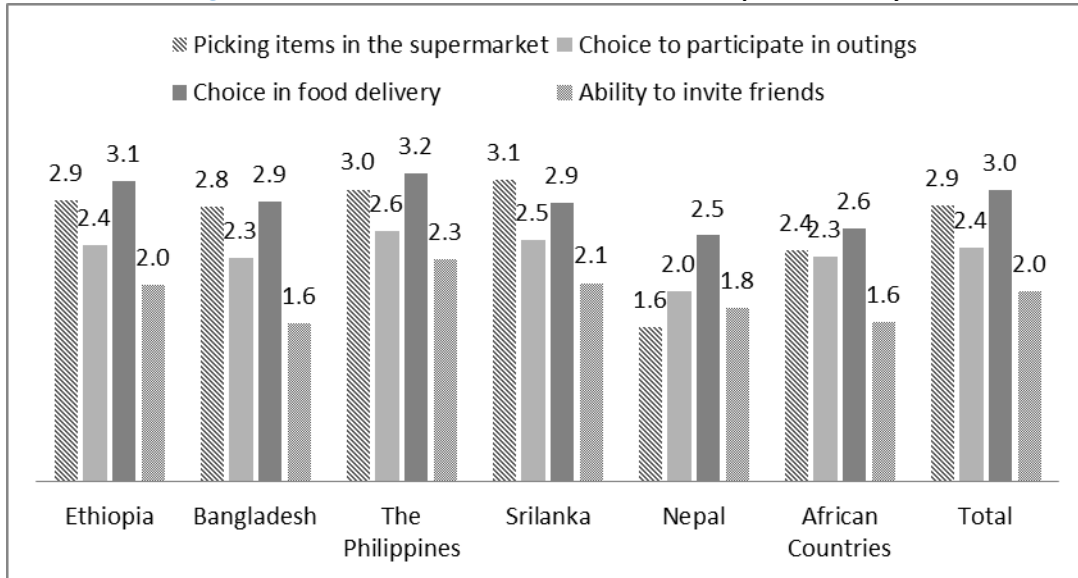 Picking items in the supermarket Choice to participate in outings
Choice in food delivery Ability to invite friends
2.9 2.4 3.1 2.0
2.8 2.3 2.9 1.6
3.0 2.6 3.2 2.3
3.1 2.5 2.9 2.1
1.6 2.0 2.5 1.8
2.4 2.3 2.6 1.6
2.9 2.4 3.0 2.0
Ethiopia Bangladesh The Philippines Srilanka Nepal African Countries Total